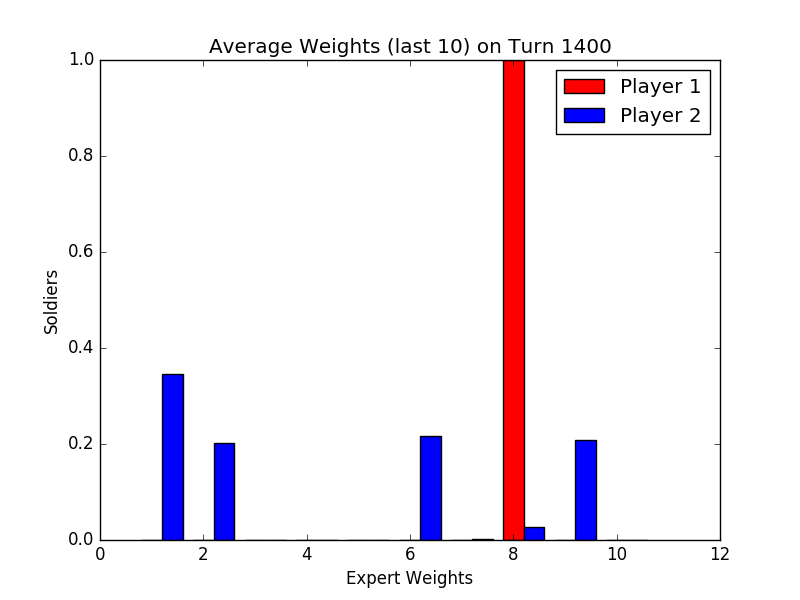 Average Weights (last 10) on Turn 1400
1.0
0.8
0.6
0.4
0.2
0.0
Soldiers
Player 1
Player 2
0 2 4 6 8 10 12
Expert Weights